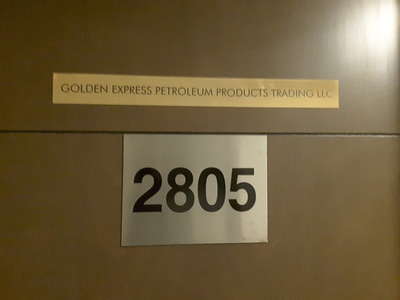 GOLDEN EXPRESS PETROLEUM PRODUCTS TRADING LLC
2805